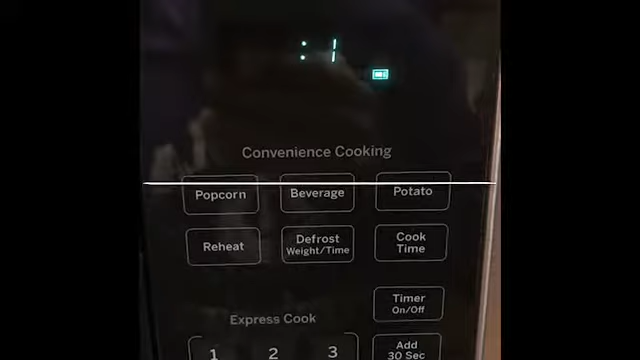 :1
Convenience Cooking
Popcorn Beverage Potato
Reheat Defrost Weight/Time Cook Time
Timer On/Off
Express Cook
1 2 3 Add 30 Sec